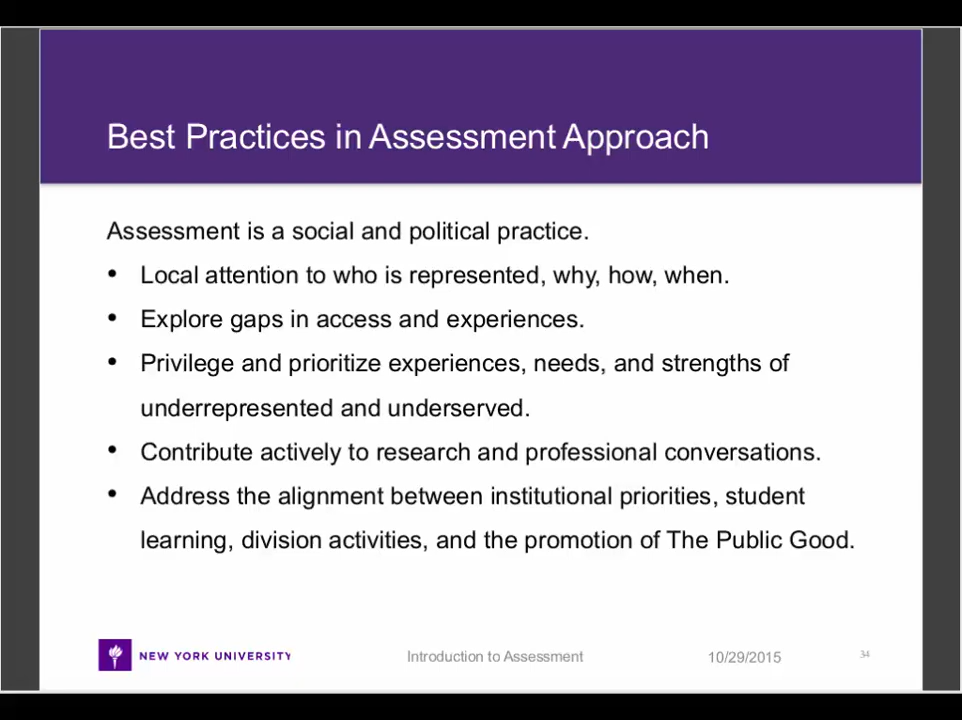 Best Practices in Assessment Approach
Assessment is a social and political practice.
• Local attention to who is represented, why, how, when.
• Explore gaps in access and experiences.
• Privilege and prioritize experiences, needs, and strengths of
underrepresented and underserved.
• Contribute actively to research and professional conversations.
• Address the alignment between institutional priorities, student
learning, division activities, and the promotion of The Public Good.
NEW YORK UNIVERSITY
Introduction to Assessment
10/29/2015
34